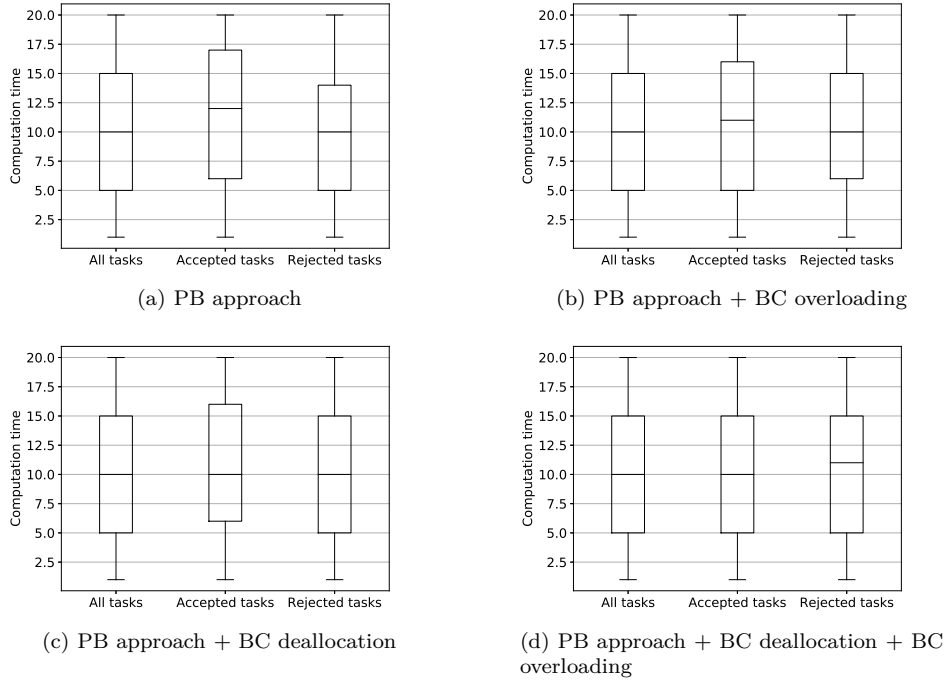 20.0
17.5
15.0
12.5
10.0
7.5
5.0
2.5
Computation time
All tasks Accepted tasks Rejected tasks
(a) PB approach
20.0
17.5
15.0
12.5
10.0
7.5
5.0
2.5
Computation time
All tasks Accepted tasks Rejected tasks
(b) PB approach + BC overloading
20.0
17.5
15.0
12.5
10.0
7.5
5.0
2.5
Computation time
All tasks Accepted tasks Rejected tasks
(c) PB approach + BC deallocation
20.0
17.5
15.0
12.5
10.0
7.5
5.0
2.5
Computation time
All tasks Accepted tasks Rejected tasks
(d) PB approach + BC deallocation + BC
overloading